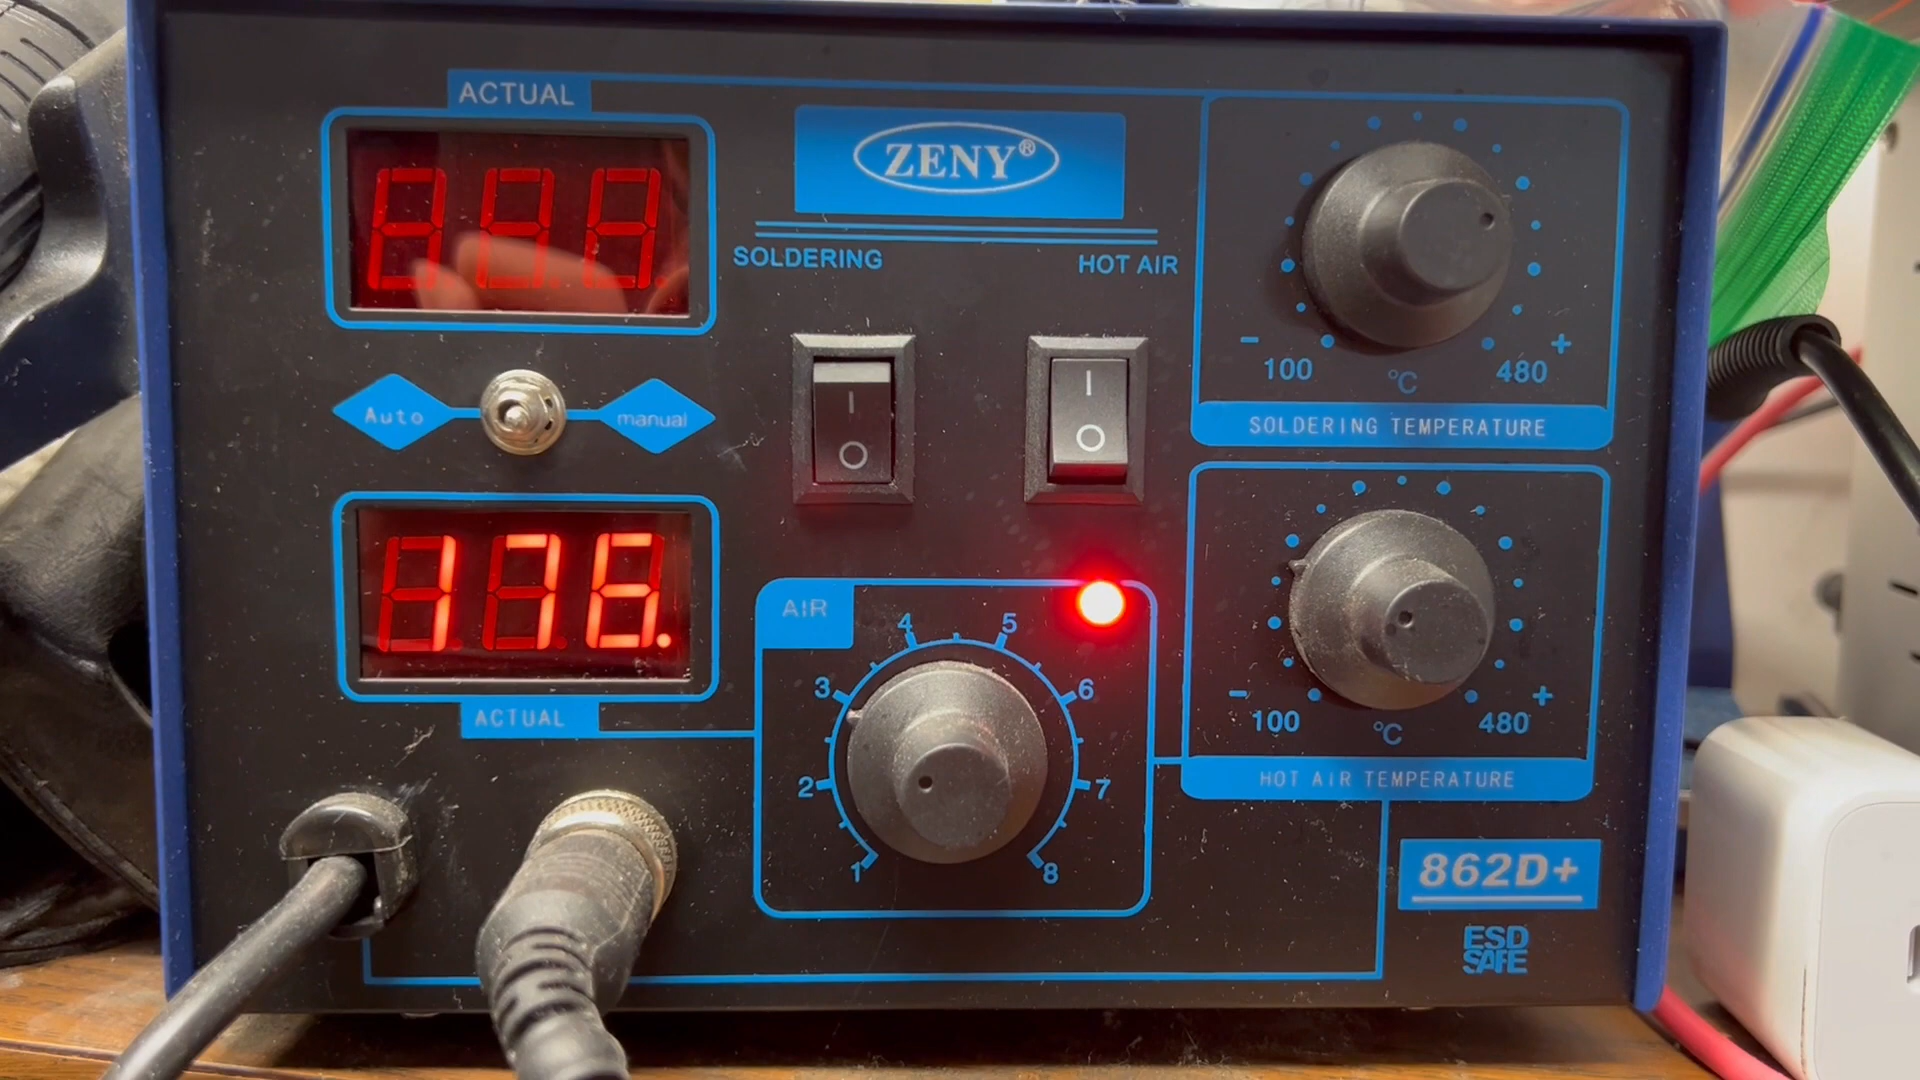 ACTUAL
ZENY®
SOLDERING
HOT AIR
Auto
manual
I
O
I
O
- 100 °C 480 +
SOLDERING TEMPERATURE
176.
ACTUAL
AIR
1 2 3 4 5 6 7 8
- 100 °C 480 +
HOT AIR TEMPERATURE
862D+
ESD
SAFE